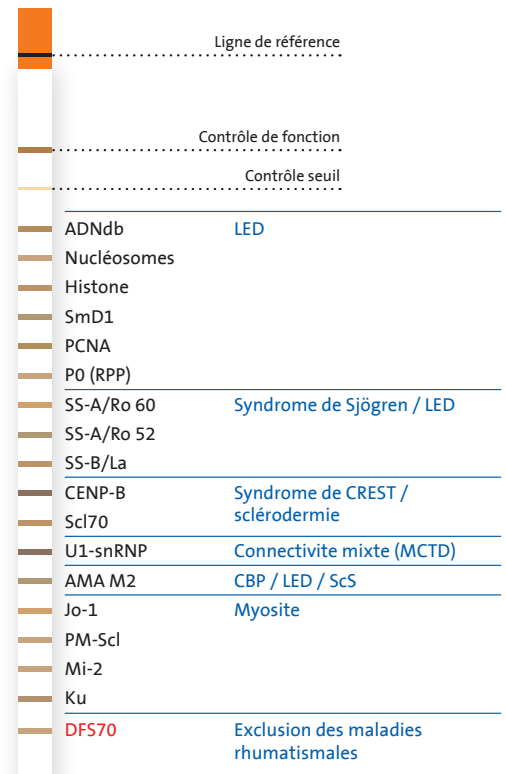 Ligne de référence
Contrôle de fonction
Contrôle seuil
ADNdb LED
Nucléosomes
Histone
SmD1
PCNA
P0 (RPP)
SS-A/Ro 60 Syndrome de Sjögren / LED
SS-A/Ro 52
SS-B/La
CENP-B Syndrome de CREST /
Scl70 sclérodermie
U1-snRNP Connectivite mixte (MCTD)
AMA M2 CBP / LED / ScS
Jo-1 Myosite
PM-Scl
Mi-2
Ku
DFS70 Exclusion des maladies
rhumatismales